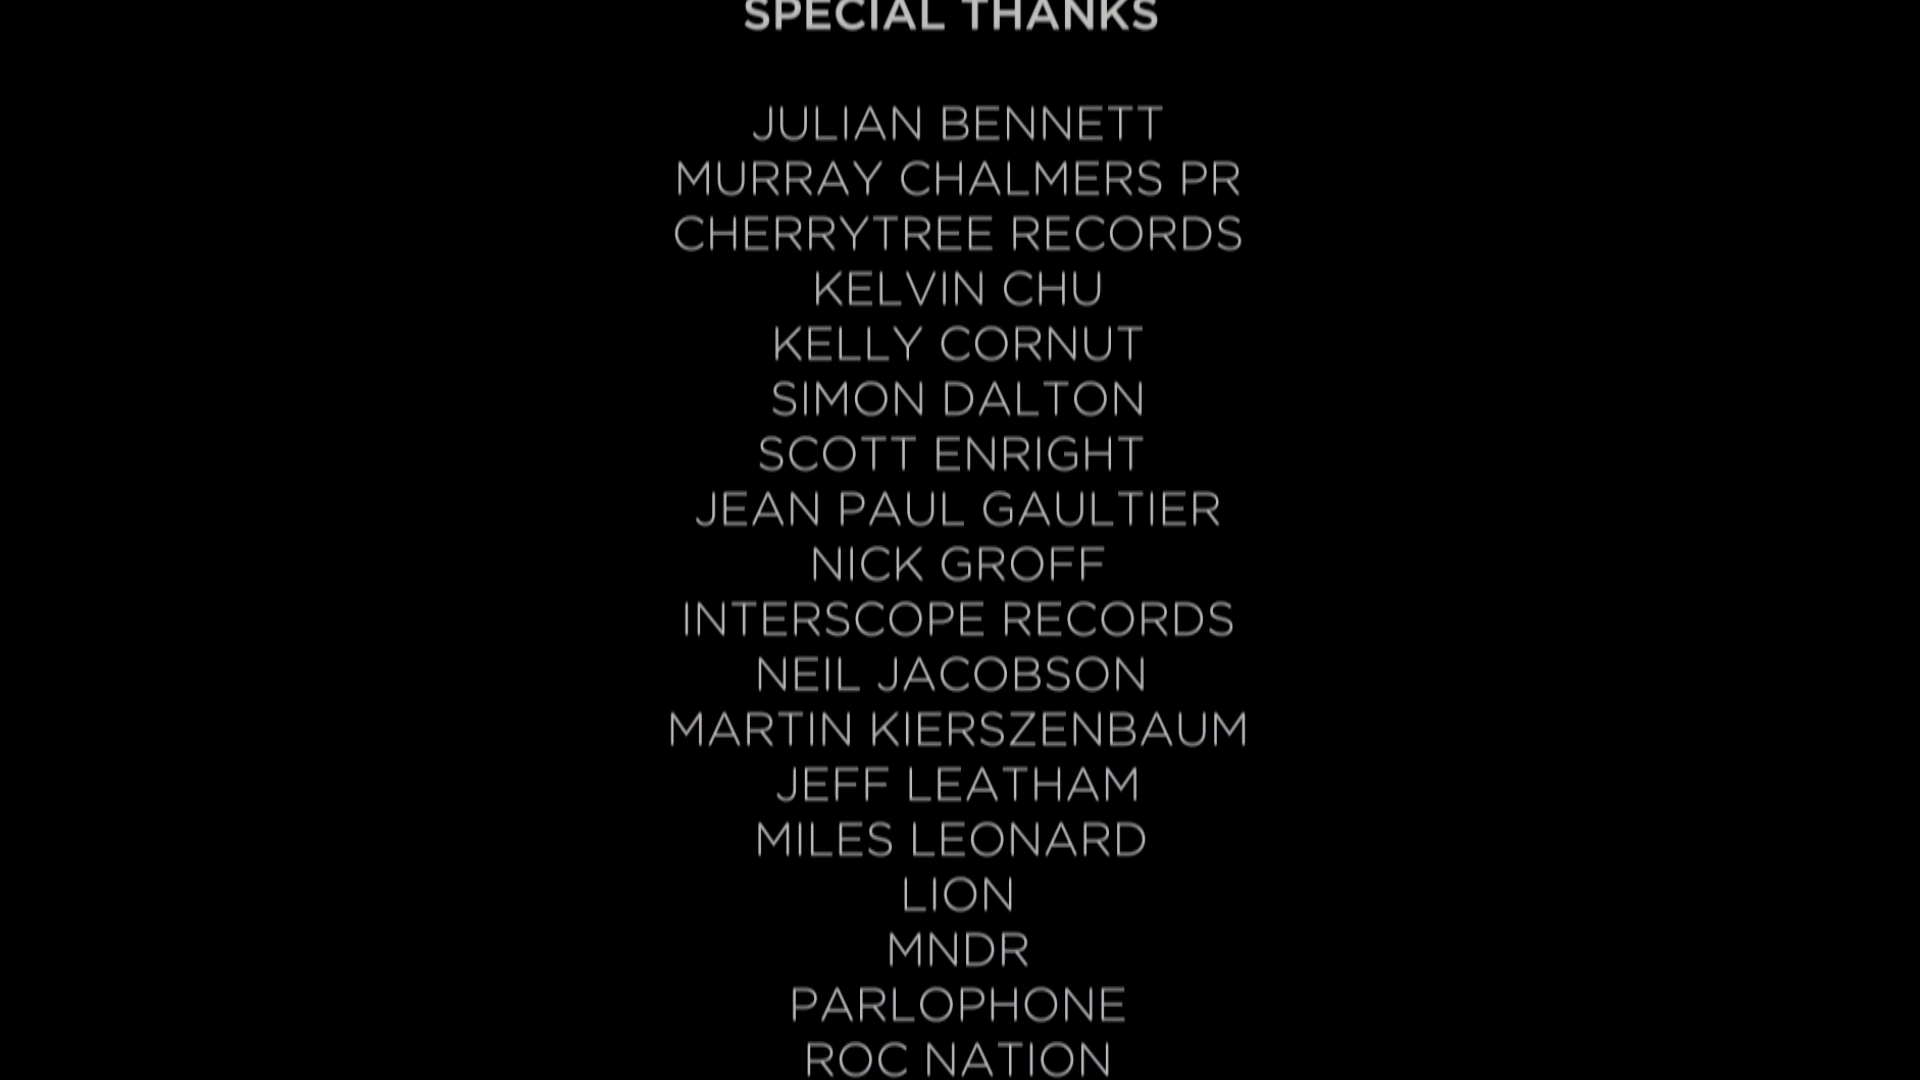 SPECIAL THANKS
JULIAN BENNETT
MURRAY CHALMERS PR
CHERRYTREE RECORDS
KELVIN CHU
KELLY CORNUT
SIMON DALTON
SCOTT ENRIGHT
JEAN PAUL GAULTIER
NICK GROFF
INTERSCOPE RECORDS
NEIL JACOBSON
MARTIN KIERSZENBAUM
JEFF LEATHAM
MILES LEONARD
LION
MNDR
PARLOPHONE
ROC NATION